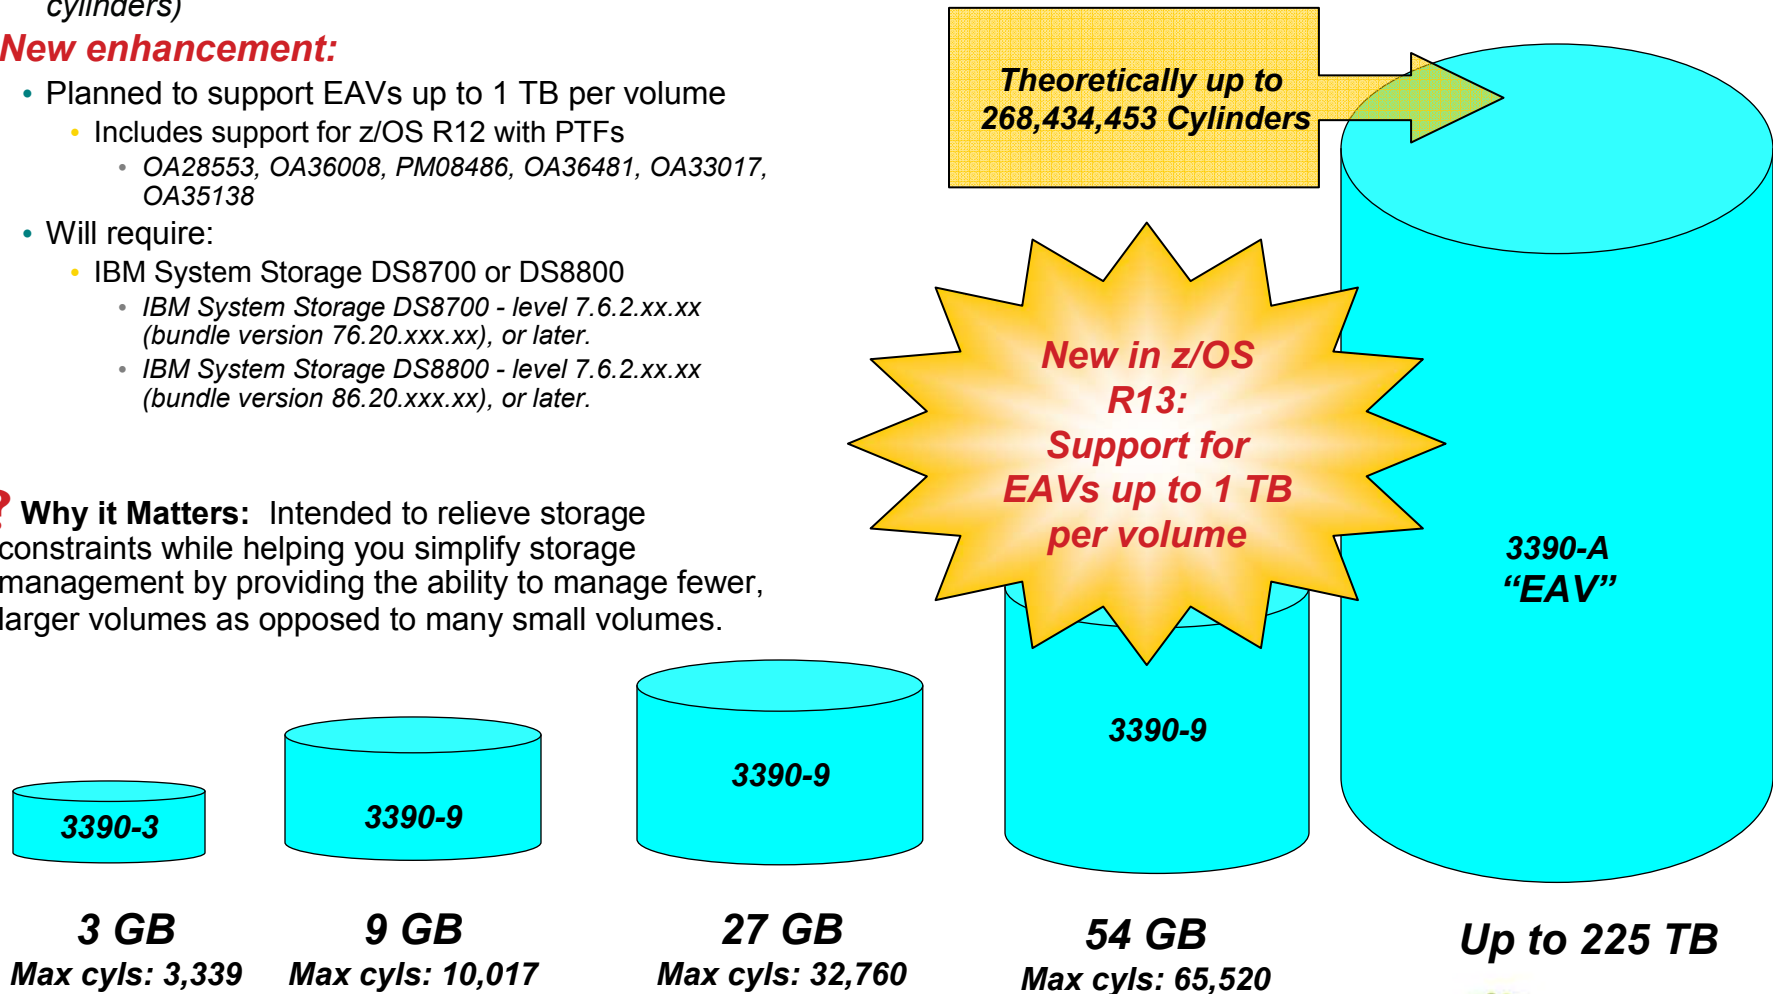 cylinders)
New enhancement:
• Planned to support EAVs up to 1 TB per volume
• Includes support for z/OS R12 with PTFs
• OA28553, OA36008, PM08486, OA36481, OA33017,
OA35138
• Will require:
• IBM System Storage DS8700 or DS8800
• IBM System Storage DS8700 - level 7.6.2.xx.xx
(bundle version 76.20.xxx.xx), or later.
• IBM System Storage DS8800 - level 7.6.2.xx.xx
(bundle version 86.20.xxx.xx), or later.
? Why it Matters: Intended to relieve storage
constraints while helping you simplify storage
management by providing the ability to manage fewer,
larger volumes as opposed to many small volumes.
Theoretically up to
268,434,453 Cylinders
New in z/OS
R13:
Support for
EAVs up to 1 TB
per volume
3390-A
“EAV”
3390-3
3390-9
3390-9
3390-9
3 GB
Max cyls: 3,339
9 GB
Max cyls: 10,017
27 GB
Max cyls: 32,760
54 GB
Max cyls: 65,520
Up to 225 TB